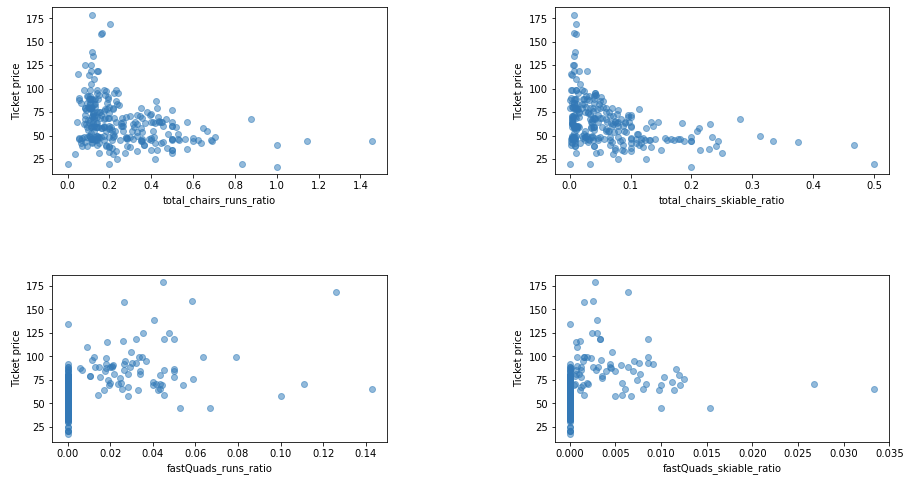 175
150
125
100
75
50
25
Ticket price
0.0 0.2 0.4 0.6 0.8 1.0 1.2 1.4
total_chairs_runs_ratio
175
150
125
100
75
50
25
Ticket price
0.0 0.1 0.2 0.3 0.4 0.5
total_chairs_skiable_ratio
175
150
125
100
75
50
25
Ticket price
0.00 0.02 0.04 0.06 0.08 0.10 0.12 0.14
fastQuads_runs_ratio
175
150
125
100
75
50
25
Ticket price
0.000 0.005 0.010 0.015 0.020 0.025 0.030 0.035
fastQuads_skiable_ratio